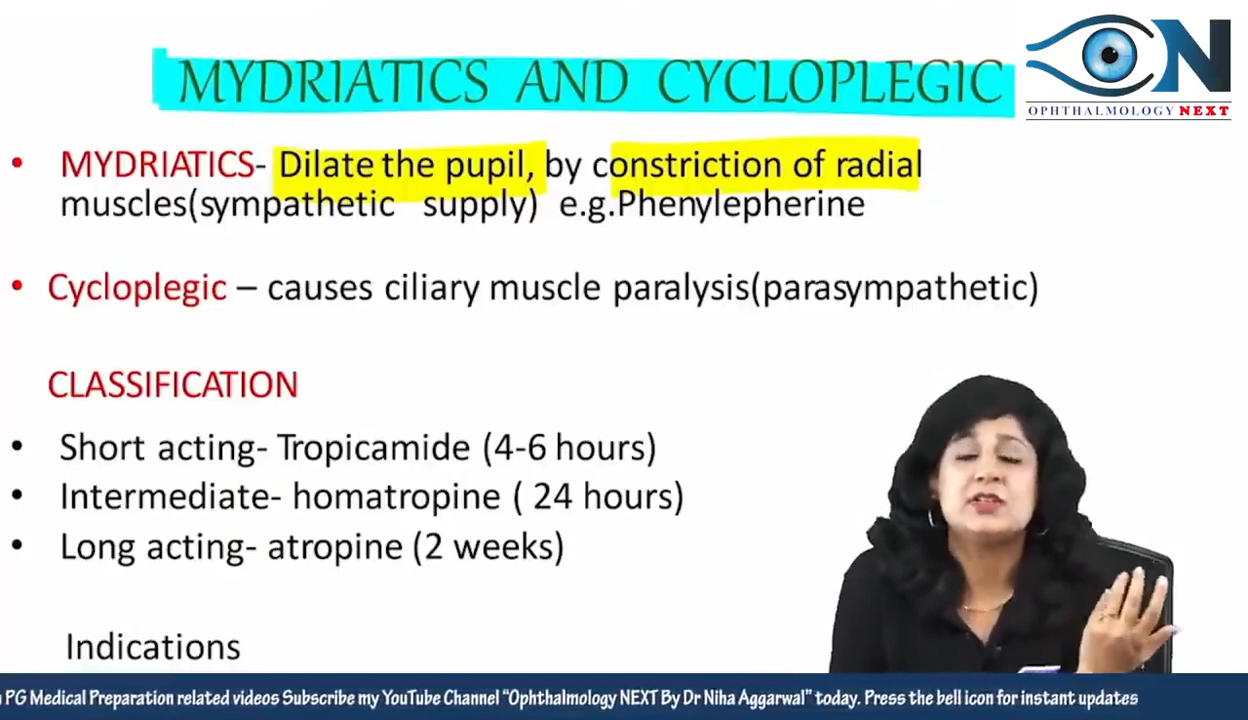 MYDRIATICS AND CYCLOPLEGIC
ON
OPHTHALMOLOGY NEXT
• MYDRIATICS- Dilate the pupil, by constriction of radial
muscles(sympathetic supply) e.g.Phenylepherine
• Cycloplegic – causes ciliary muscle paralysis(parasympathetic)
CLASSIFICATION
• Short acting- Tropicamide (4-6 hours)
• Intermediate- homatropine ( 24 hours)
• Long acting- atropine (2 weeks)
Indications
PG Medical Preparation related videos Subscribe my YouTube Channel “Ophthalmology NEXT By Dr Niha Aggarwal” today. Press the bell icon for instant updates